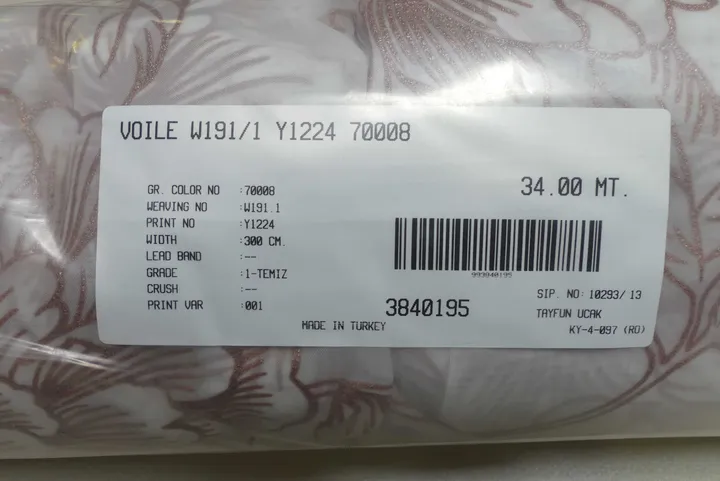 VOILE W191/1 Y1224 70008
34.00 MT.
GR. COLOR NO :70008
WEAVING NO :W191.1
PRINT NO :Y1224
WIDTH :300 CM.
LEAD BAND :--
GRADE :1-TEMIZ
CRUSH :--
PRINT VAR :001
993840195
SIP. NO: 10293/ 13
3840195
TAYFUN UCAK
MADE IN TURKEY
KY-4-097 (RD)